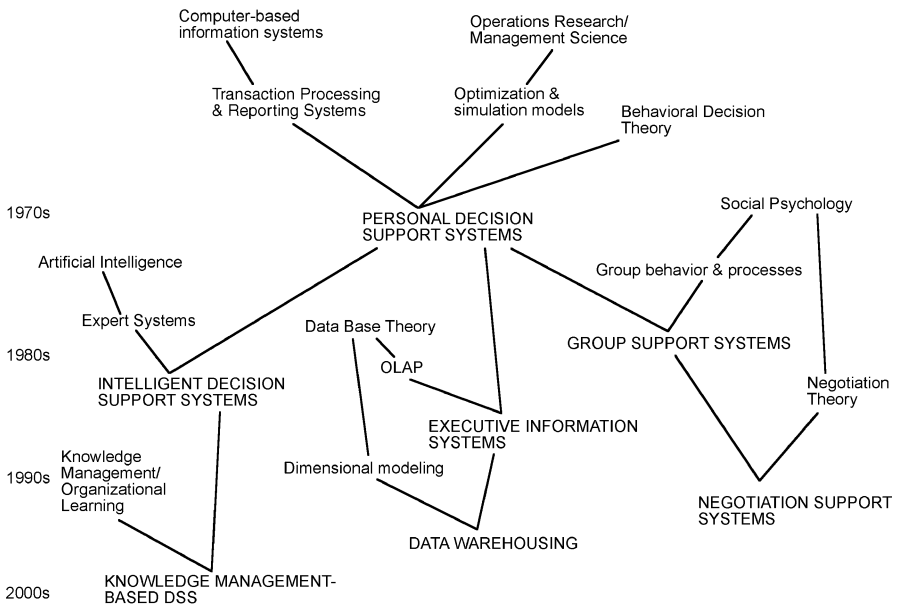 Computer-based
information systems
Operations Research/
Management Science
Transaction Processing
& Reporting Systems
Optimization &
simulation models
Behavioral Decision
Theory
1970s
PERSONAL DECISION
SUPPORT SYSTEMS
Social Psychology
Artificial Intelligence
Group behavior & processes
Expert Systems
Data Base Theory
1980s
GROUP SUPPORT SYSTEMS
OLAP
INTELLIGENT DECISION
SUPPORT SYSTEMS
Negotiation
Theory
EXECUTIVE INFORMATION
SYSTEMS
Knowledge
Management/
Organizational
Learning
Dimensional modeling
1990s
NEGOTIATION SUPPORT
SYSTEMS
DATA WAREHOUSING
KNOWLEDGE MANAGEMENT-
BASED DSS
2000s